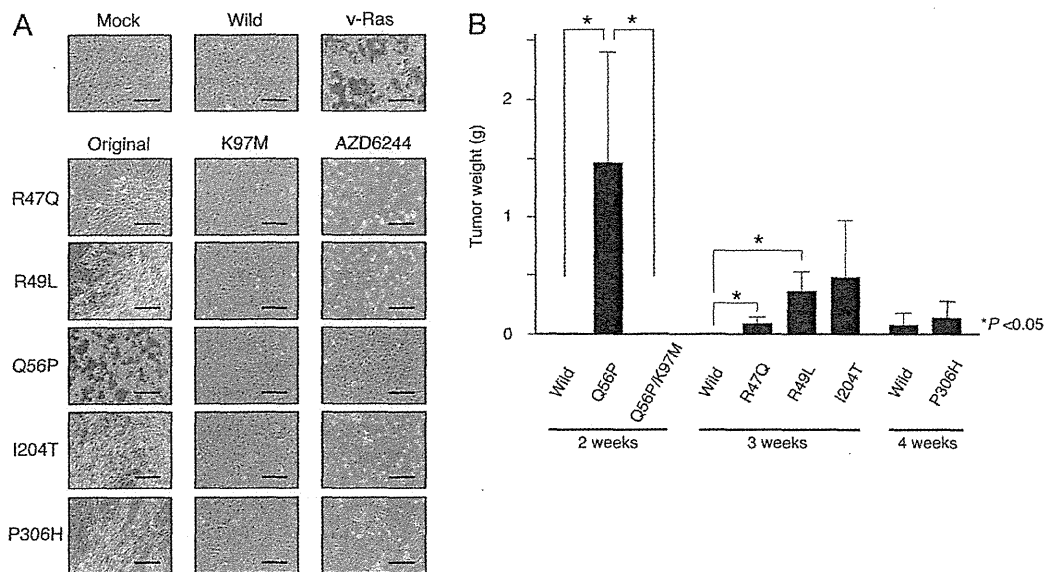 A
Mock Wild v-Ras
Original K97M AZD6244
R47Q
R49L
Q56P
I204T
P306H
B
* *
Tumor weight (g)
2
1
0
*
*
*P <0.05
Wild Q56P Q56P/K97M Wild R47Q R49L I204T Wild P306H
2 weeks 3 weeks 4 weeks